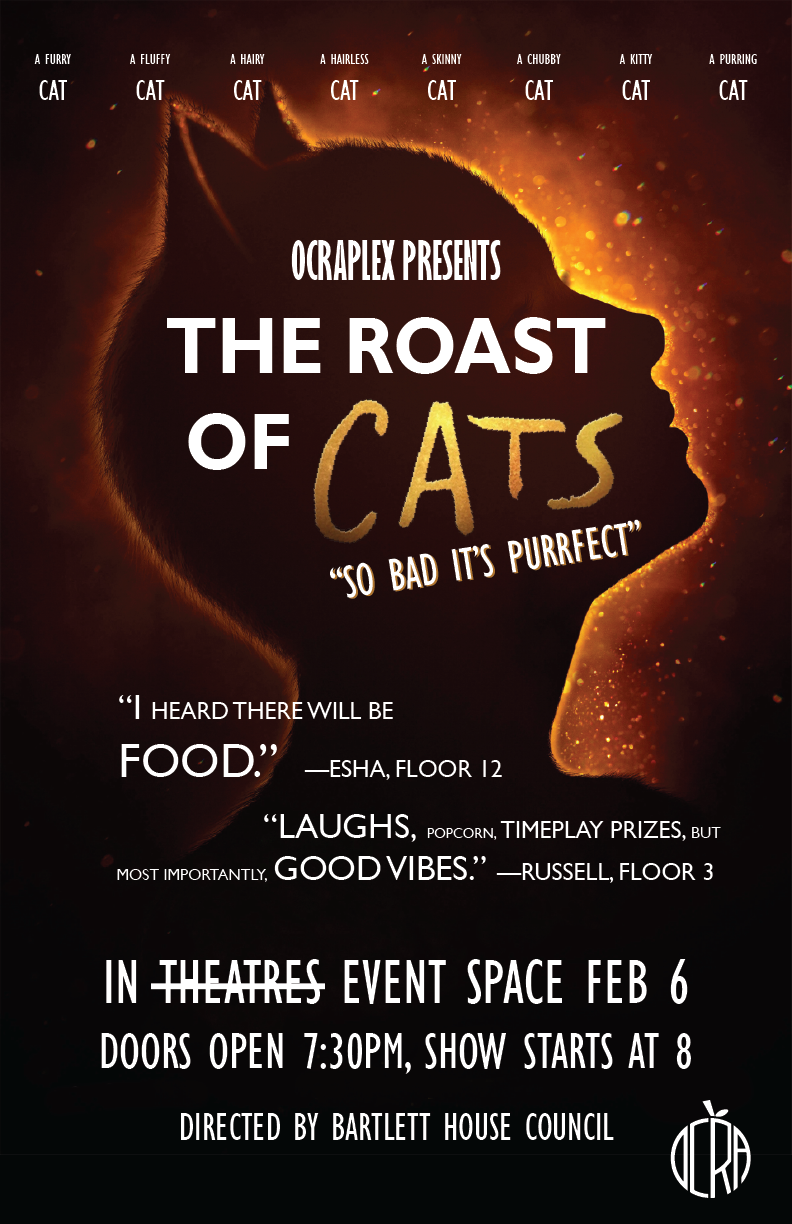 A FURRY A FLUFFY A HAIRY A HAIRLESS A SKINNY A CHUBBY A KITTY A PURRING
CAT CAT CAT CAT CAT CAT CAT CAT
OCRAPLEX PRESENTS
THE ROAST
OF CATS
“SO BAD IT’S PURRFECT”
“I HEARD THERE WILL BE
FOOD.” —ESHA, FLOOR 12
“LAUGHS, POPCORN, TIMEPLAY PRIZES, BUT
MOST IMPORTANTLY, GOOD VIBES.” —RUSSELL, FLOOR 3
IN THEATRES EVENT SPACE FEB 6
DOORS OPEN 7:30PM, SHOW STARTS AT 8
DIRECTED BY BARTLETT HOUSE COUNCIL
OCRA